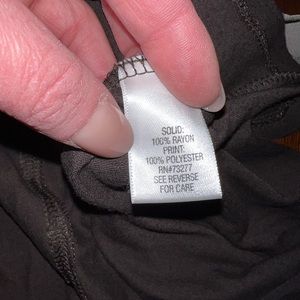 SOLID:
100% RAYON
PRINT:
100% POLYESTER
RN#73277
SEE REVERSE
FOR CARE